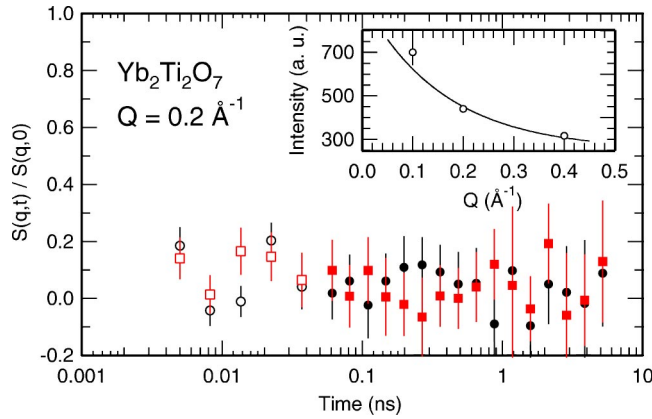 1.0
0.8
0.6
0.4
0.2
0.0
-0.2
S(q,t) / S(q,0)
Yb2Ti2O7
Q = 0.2 Å-1
Intensity (a. u.)
700
500
300
0.0 0.1 0.2 0.3 0.4 0.5
Q (Å-1)
0.001 0.01 0.1 1 10
Time (ns)